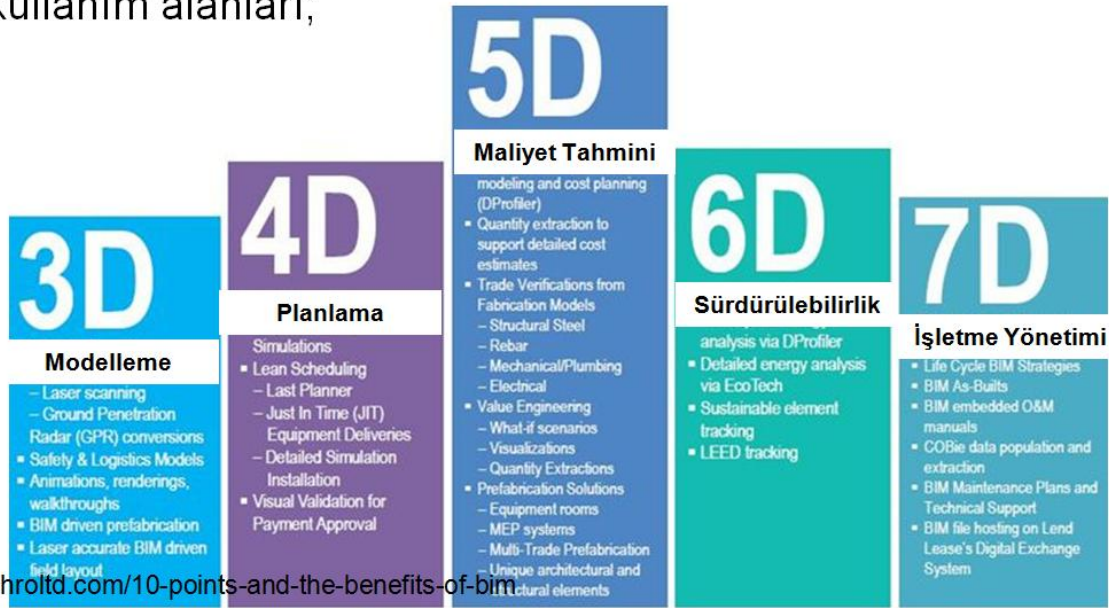 kullanım alanları;
3D
Modelleme
– Laser scanning
– Ground Penetration
Radar (GPR) conversions
▪ Safety & Logistics Models
▪ Animations, renderings,
walkthroughs
▪ BIM driven prefabrication
▪ Laser accurate BIM driven
field layout
4D
Planlama
Simulations
▪ Lean Scheduling
– Last Planner
– Just In Time (JIT)
Equipment Deliveries
– Detailed Simulation
Installation
▪ Visual Validation for
Payment Approval
5D
Maliyet Tahmini
modeling and cost planning
(DProfiler)
▪ Quantity extraction to
support detailed cost
estimates
▪ Trade Verifications from
Fabrication Models
– Structural Steel
– Rebar
– Mechanical/Plumbing
– Electrical
▪ Value Engineering
– What-if scenarios
– Visualizations
– Quantity Extractions
▪ Prefabrication Solutions
– Equipment rooms
– MEP systems
– Multi-Trade Prefabrication
– Unique architectural and
elements
6D
Sürdürülebilirlik
analysis via DProfiler
▪ Detailed energy analysis
via EcoTech
▪ Sustainable element
tracking
▪ LEED tracking
7D
İşletme Yönetimi
▪ Life Cycle BIM Strategies
▪ BIM As-Builts
▪ BIM embedded O&M
manuals
▪ COBie data population and
extraction
▪ BIM Maintenance Plans and
Technical Support
▪ BIM file hosting on Lend
Lease's Digital Exchange
System
hroltd.com/10-points-and-the-benefits-of-bim